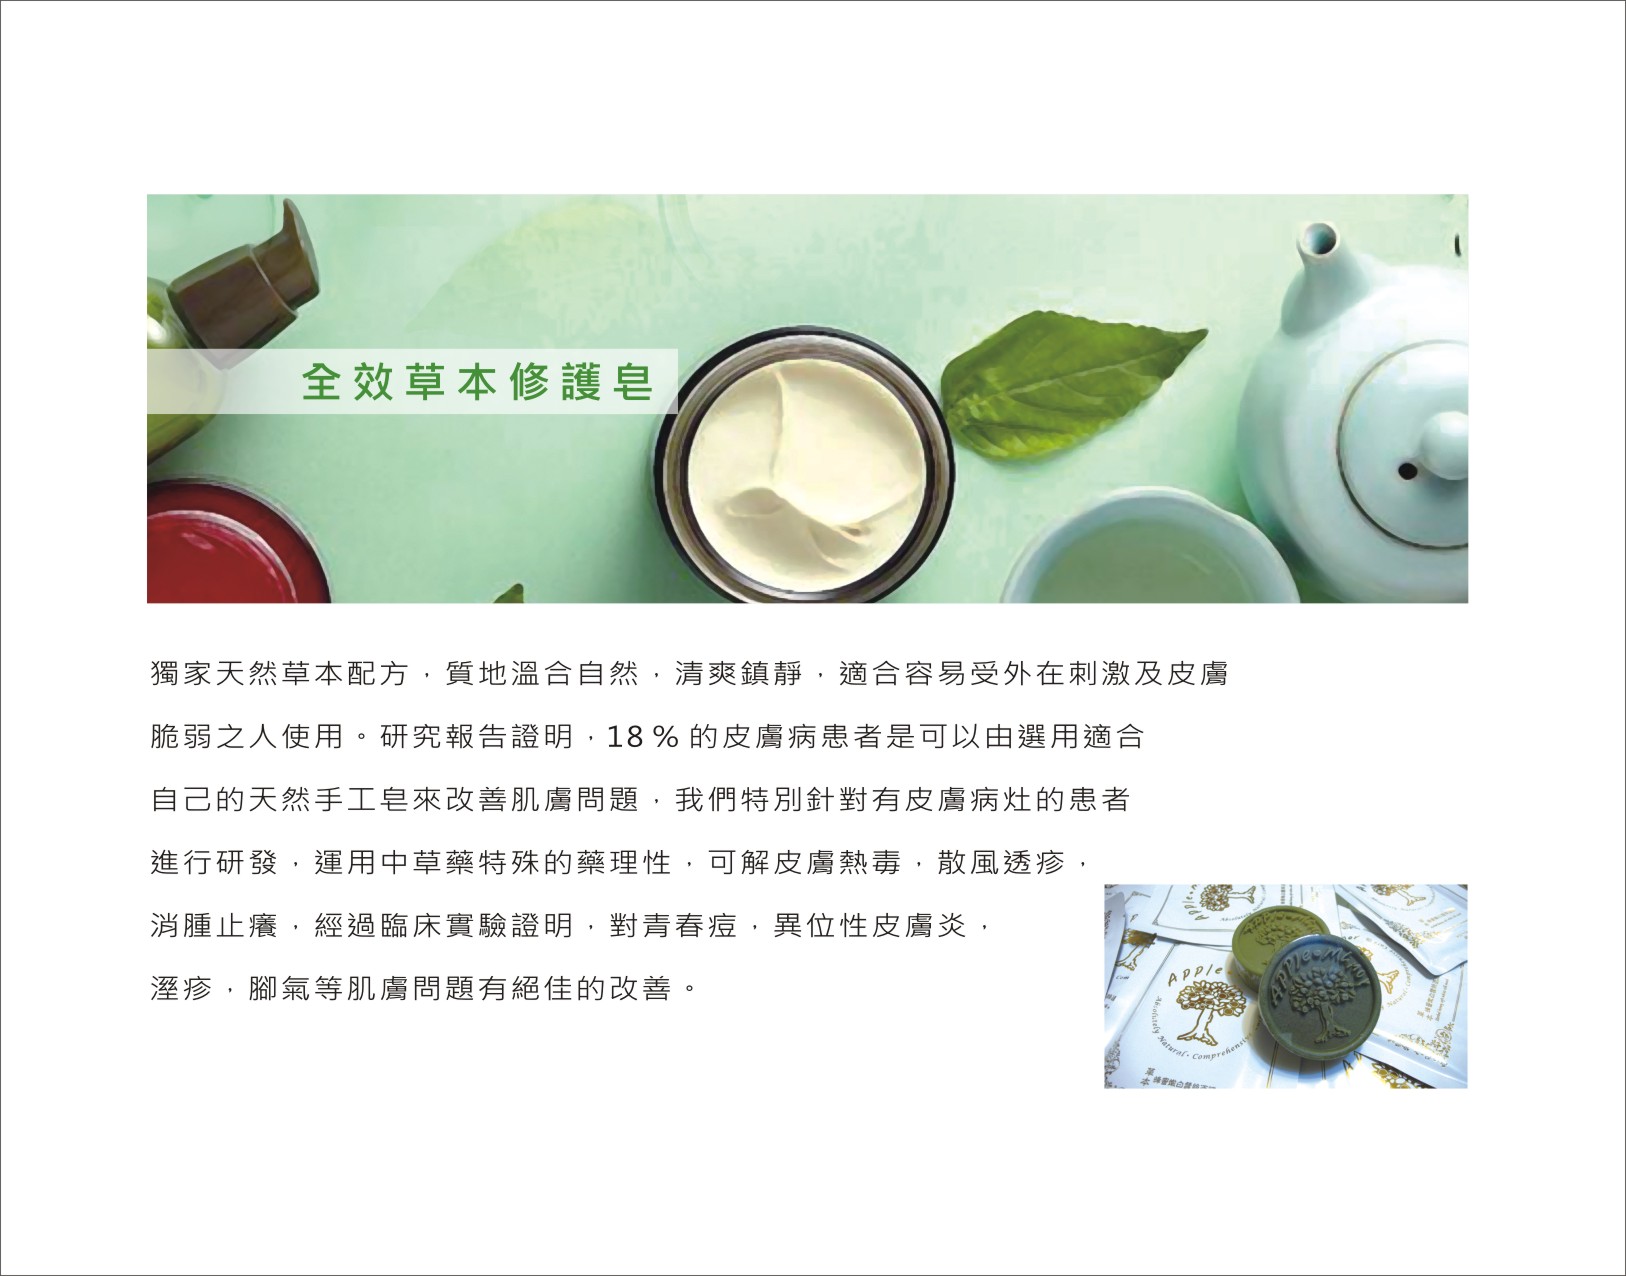 全效草本修護皂
獨家天然草本配方，質地溫合自然，清爽鎮靜，適合容易受外在刺激及皮膚
脆弱之人使用。研究報告證明，18%的皮膚病患者是可以由選用適合
自己的天然手工皂來改善肌膚問題，我們特別針對有皮膚病灶的患者
進行研發，運用中草藥特殊的藥理性，可解皮膚熱毒，散風透疹，
消腫止癢，經過臨床實驗證明，對青春痘，異位性皮膚炎，
溼疹，腳氣等肌膚問題有絕佳的改善。
APPle
Absolutely Natural·Comprehensive
草本